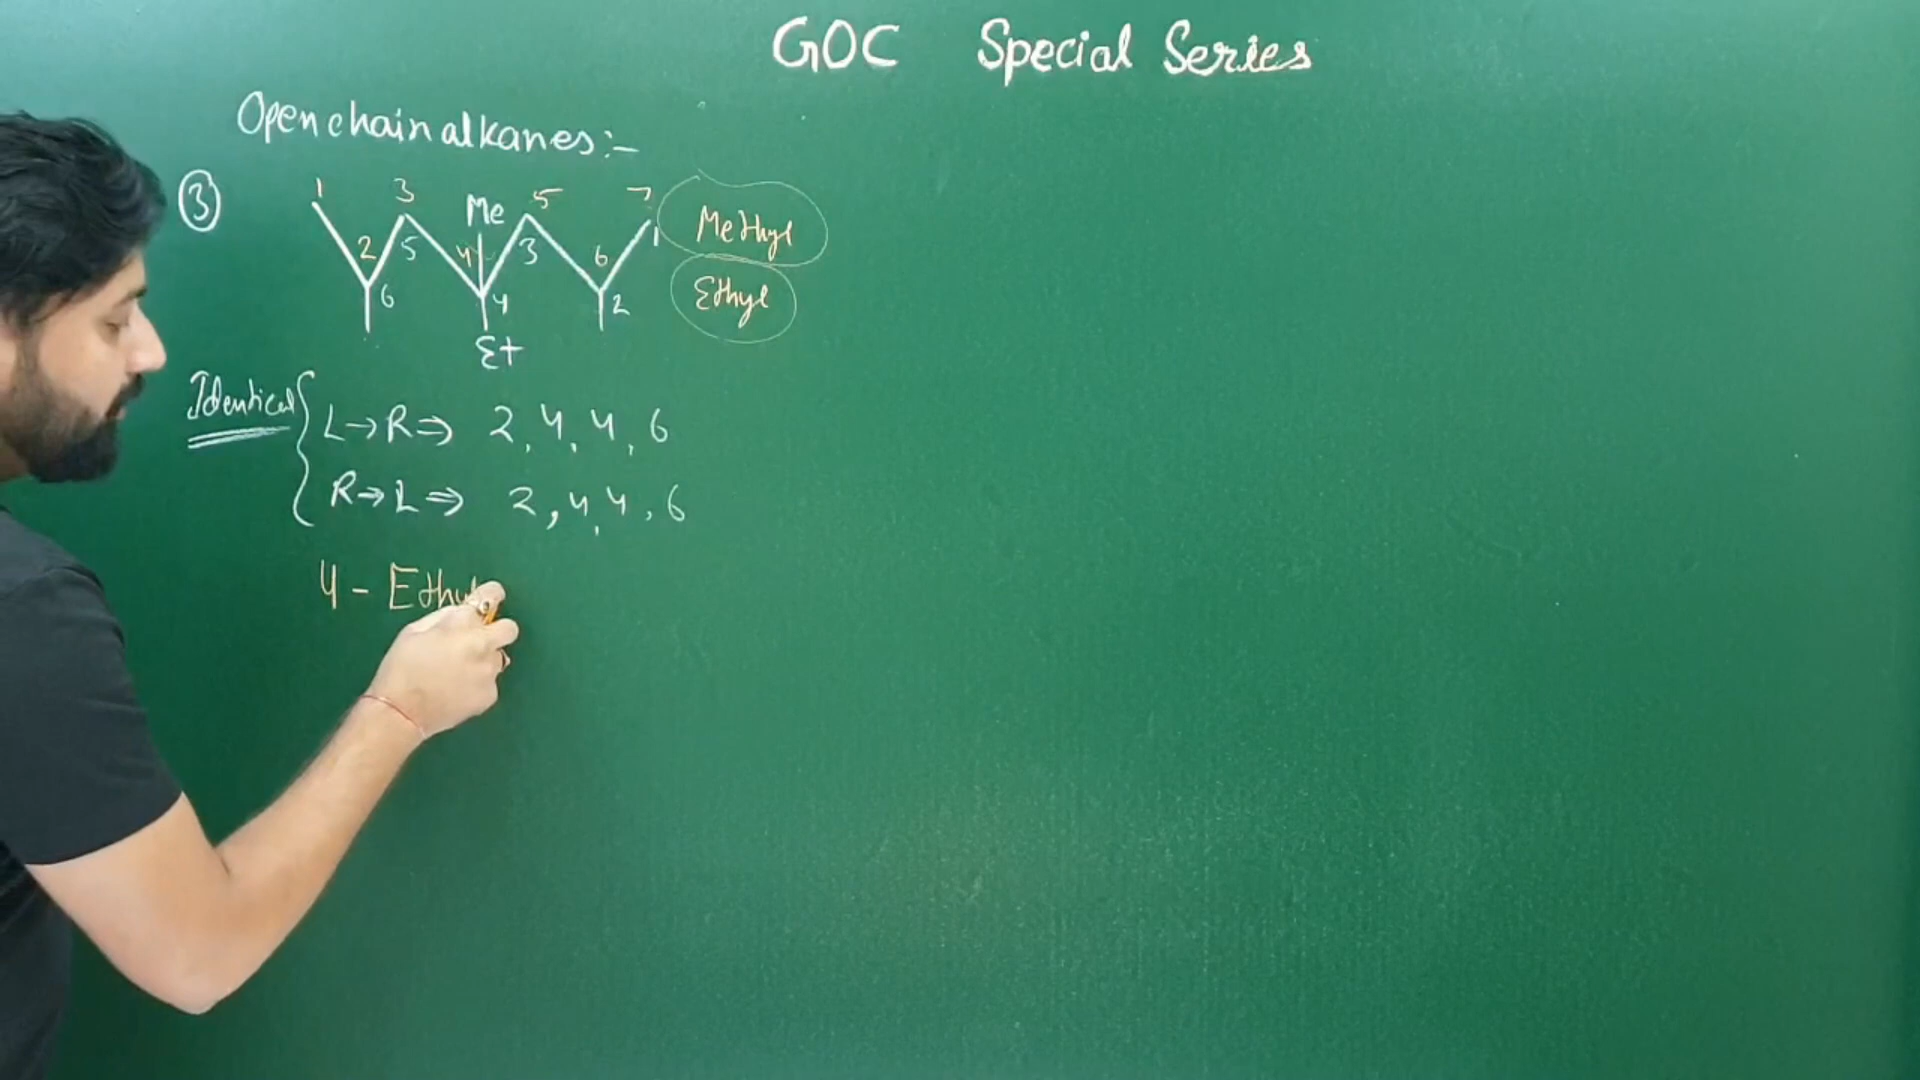 GOC Special Series
Open chain alkanes:-
3
1 3 Me 5 7
2 5 4 3 6 1
6 4 2
Et
Methyl
Ethyl
Identical
L→R⇒ 2, 4, 4, 6
R→L⇒ 2, 4, 4, 6
4 - Ethy